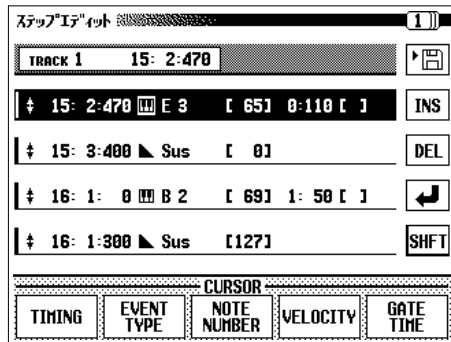 ステップエディット 1
TRACK 1 15: 2:470
15: 2:470 E 3 [ 65] 0:110 [ ]
INS
15: 3:400 Sus [ 0]
DEL
16: 1: 0 B 2 [ 69] 1: 50 [ ]
16: 1:300 Sus [127]
SHFT
CURSOR
TIMING
EVENT TYPE
NOTE NUMBER
VELOCITY
GATE TIME